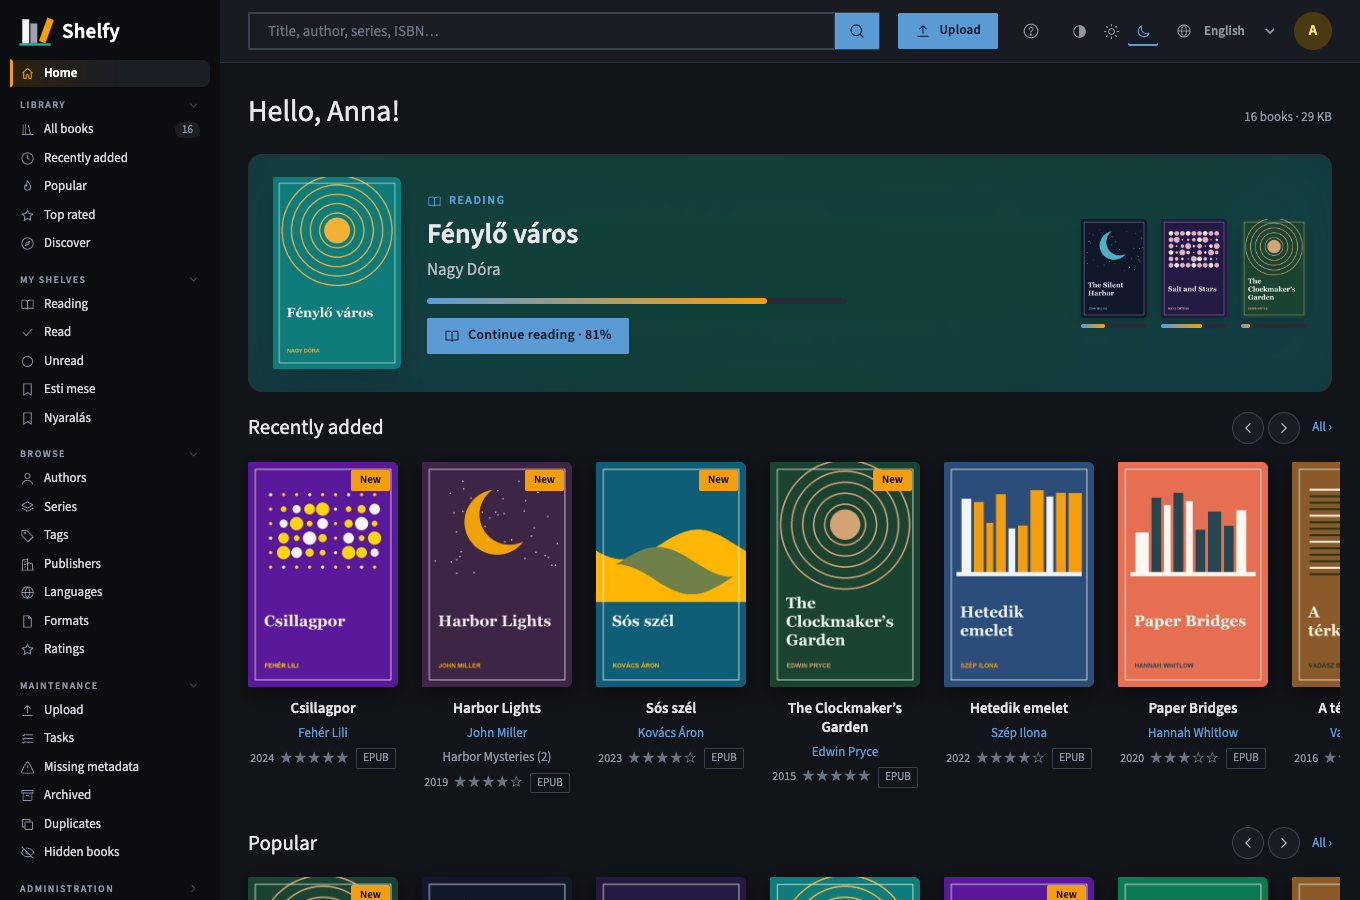 Shelfy
Title, author, series, ISBN…
Upload
English
A
Home
LIBRARY
All books 16
Recently added
Popular
Top rated
Discover
MY SHELVES
Reading
Read
Unread
Esti mese
Nyaralás
BROWSE
Authors
Series
Tags
Publishers
Languages
Formats
Ratings
MAINTENANCE
Upload
Tasks
Missing metadata
Archived
Duplicates
Hidden books
ADMINISTRATION
Hello, Anna!
16 books · 29 KB
Fénylő város
NAGY DÓRA
READING
Fénylő város
Nagy Dóra
Continue reading · 81%
The Silent
Harbor
Salt and Stars
The
Clockmaker's
Garden
Recently added
All ›
New
Csillagpor
FEHÉR LILI
Csillagpor
Fehér Lili
2024 ★★★★★ EPUB
New
Harbor Lights
JOHN MILLER
Harbor Lights
John Miller
Harbor Mysteries (2)
2019 ★★★★☆ EPUB
New
Sós szél
KOVÁCS ÁRON
Sós szél
Kovács Áron
2023 ★★★★☆ EPUB
New
The
Clockmaker's
Garden
EDWIN PRYCE
The Clockmaker's
Garden
Edwin Pryce
2015 ★★★★★ EPUB
Hetedik
emelet
SZÉP ILONA
Hetedik emelet
Szép Ilona
2022 ★★★★☆ EPUB
Paper Bridges
HANNAH WHITLOW
Paper Bridges
Hannah Whitlow
2020 ★★★☆☆ EPUB
A
2016
Popular
All ›
New
New